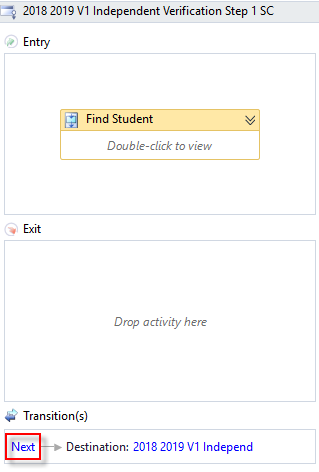 2018 2019 V1 Independent Verification Step 1 SC
Entry
Find Student
Double-click to view
Exit
Drop activity here
Transition(s)
Next Destination: 2018 2019 V1 Independ